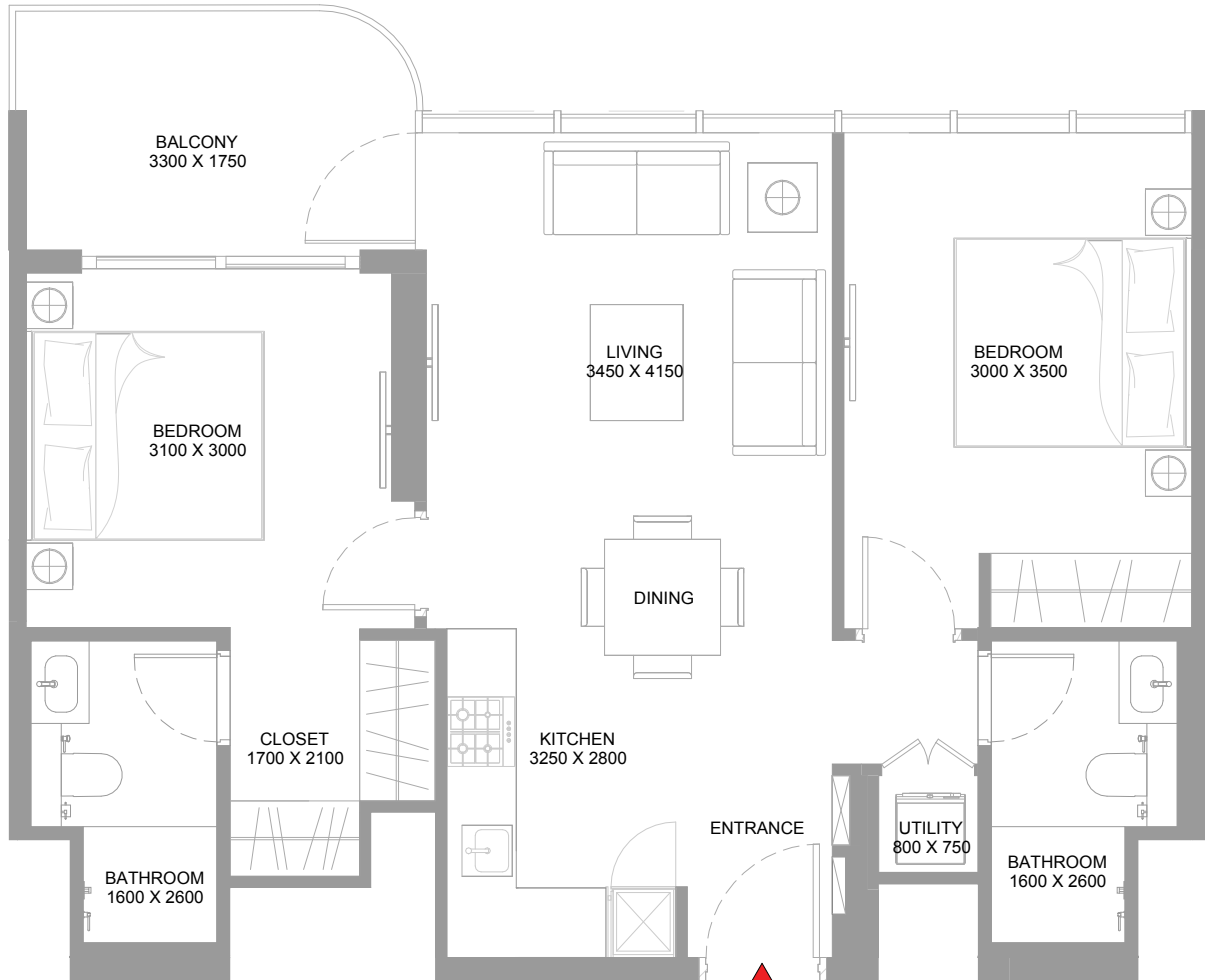 BALCONY
3300 X 1750
LIVING
3450 X 4150
BEDROOM
3000 X 3500
BEDROOM
3100 X 3000
DINING
CLOSET
1700 X 2100
KITCHEN
3250 X 2800
ENTRANCE
UTILITY
800 X 750
BATHROOM
1600 X 2600
BATHROOM
1600 X 2600